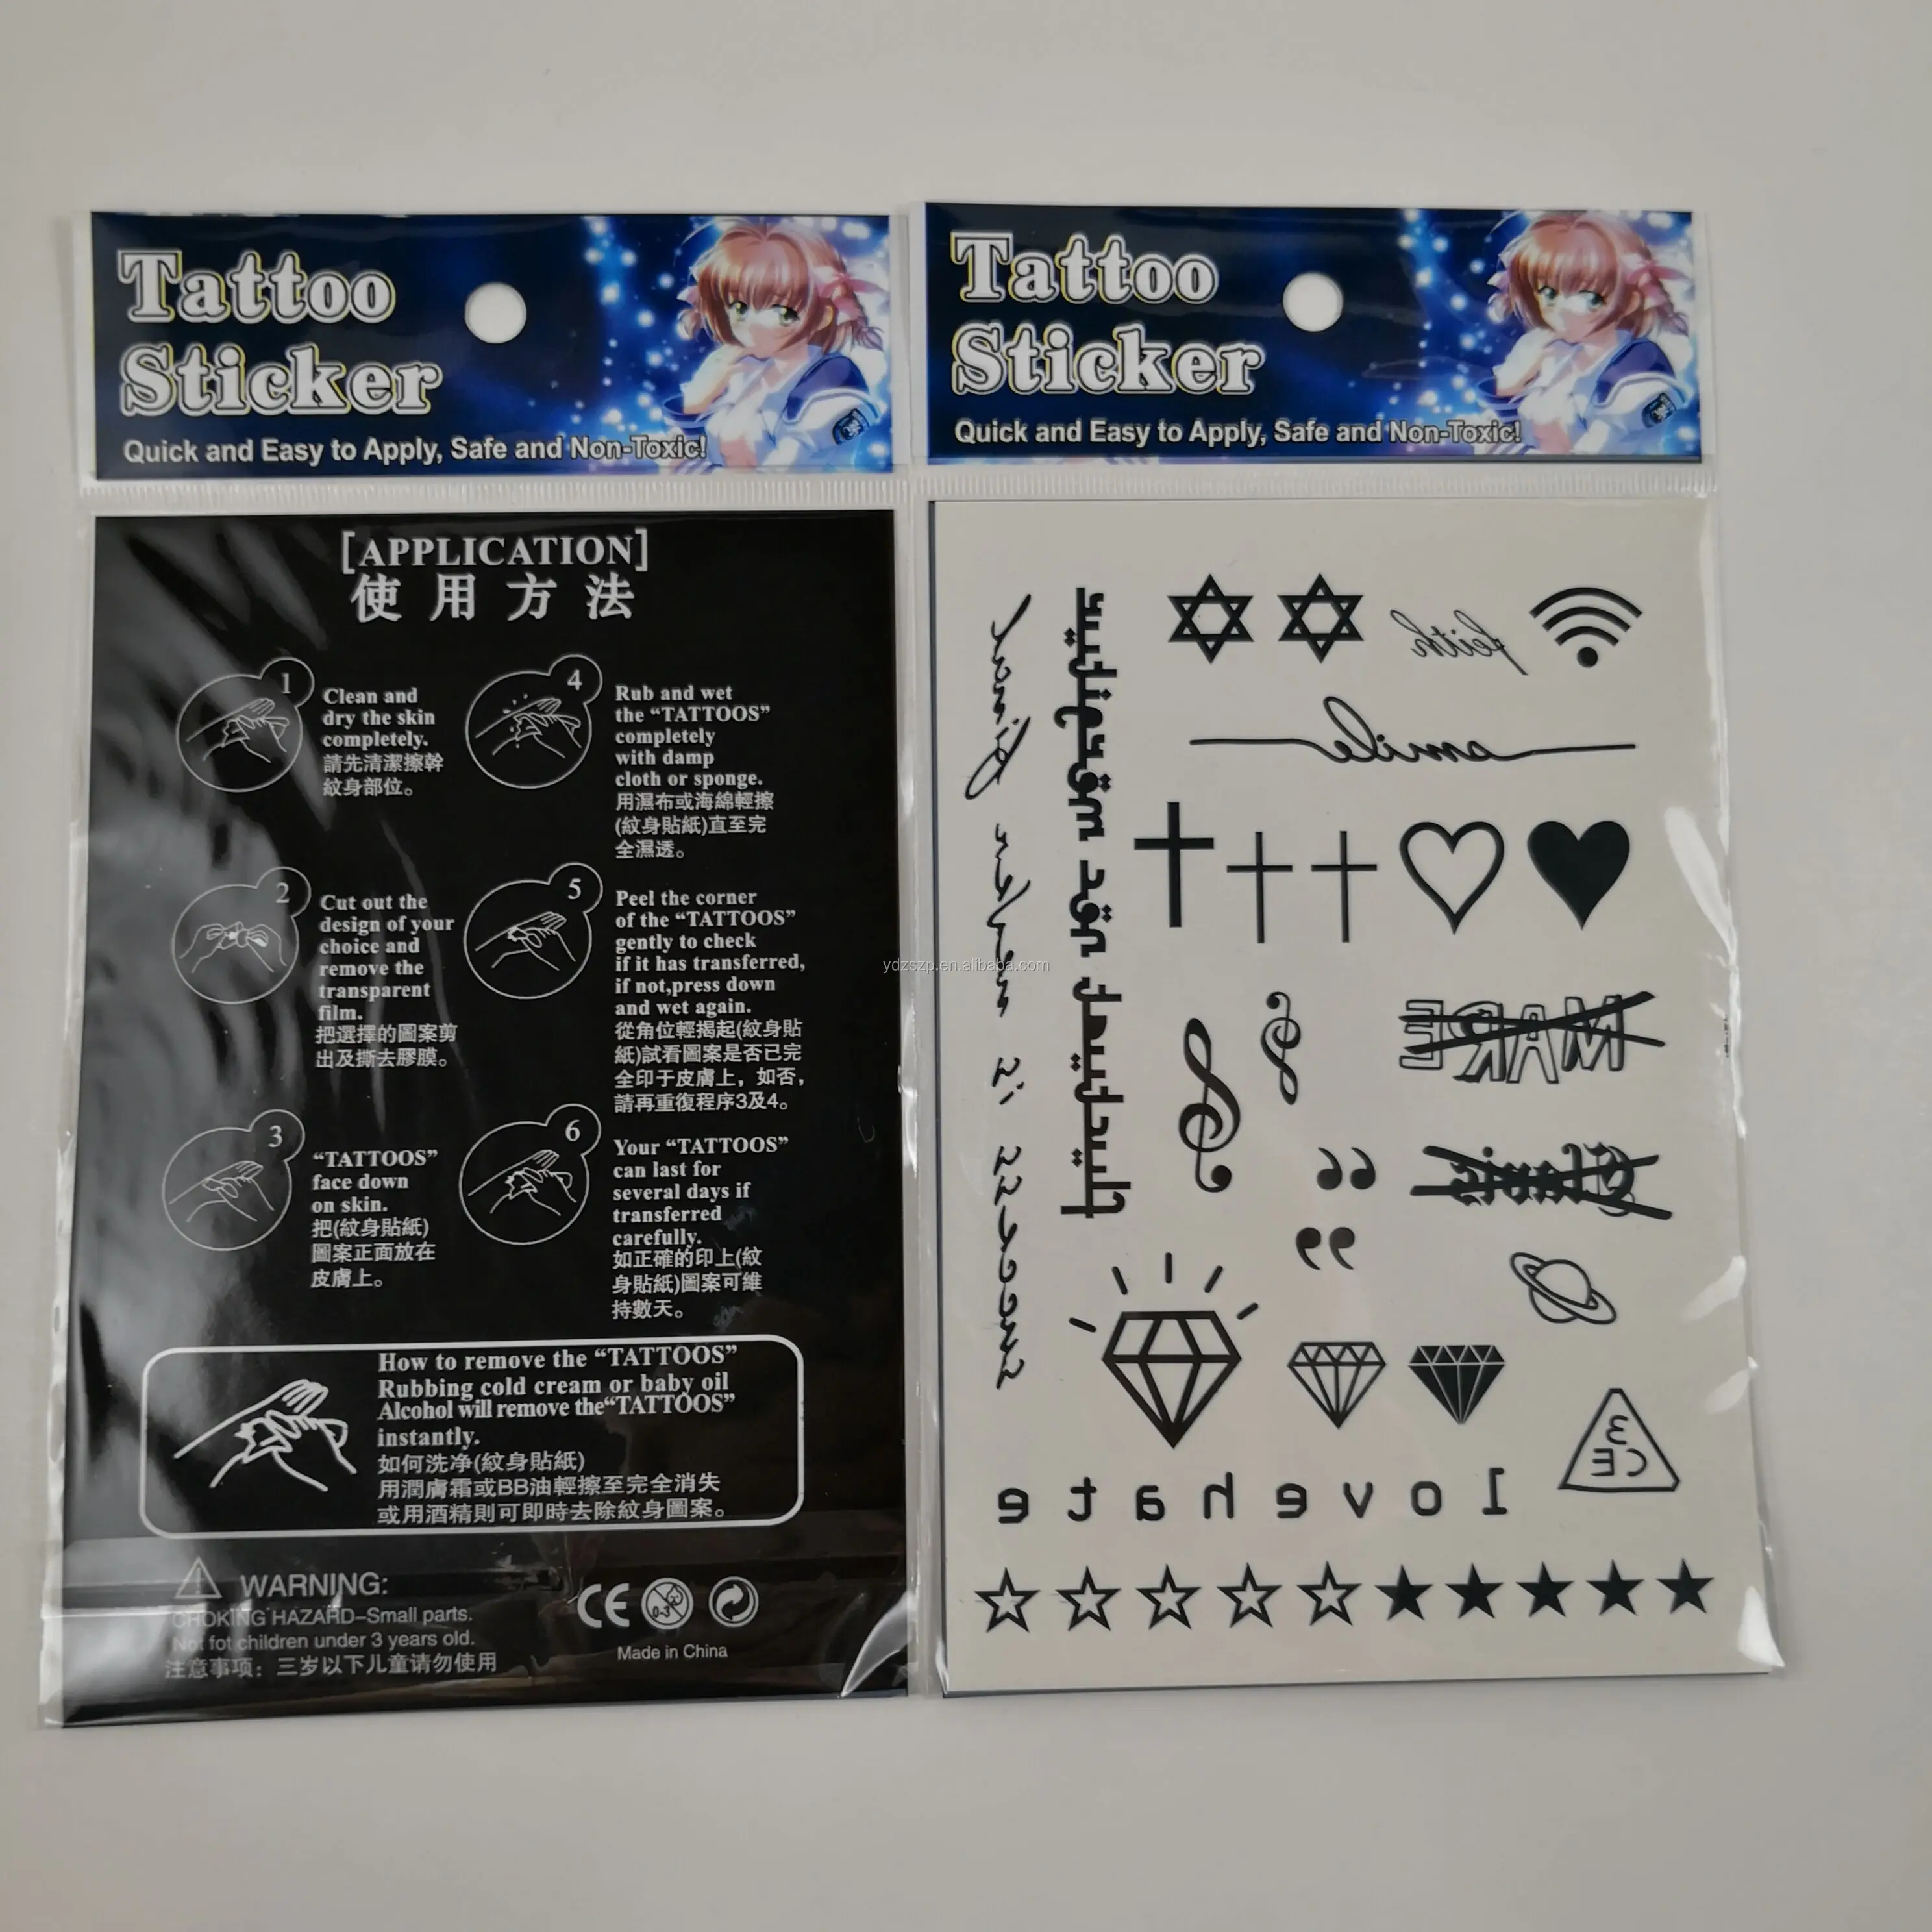 Tattoo
Sticker
Quick and Easy to Apply, Safe and Non-Toxic!
[APPLICATION]
使用方法
1
Clean and
dry the skin
completely.
請先清潔擦幹
紋身部位。
2
Cut out the
design of your
choice and
remove the
transparent
film.
把選擇的圖案剪
出及撕去膠膜。
3
“TATTOOS”
face down
on skin.
把(紋身貼紙)
圖案正面放在
皮膚上。
4
Rub and wet
the “TATTOOS”
completely
with damp
cloth or sponge.
用濕布或海綿輕擦
(紋身貼紙)直至完
全濕透。
5
Peel the corner
of the “TATTOOS”
gently to check
if it has transferred,
if not,press down
and wet again.
從角位輕揭起(紋身貼
紙)試看圖案是否已完
全印于皮膚上，如否，
請再重復程序3及4。
6
Your “TATTOOS”
can last for
several days if
transferred
carefully.
如正確的印上(紋
身貼紙)圖案可維
持數天。
How to remove the “TATTOOS”
Rubbing cold cream or baby oil
Alcohol will remove the“TATTOOS”
instantly.
如何洗净(紋身貼紙)
用潤膚霜或BB油輕擦至完全消失
或用酒精則可即時去除紋身圖案。
WARNING:
CHOKING HAZARD–Small parts.
Not fot children under 3 years old.
注意事项：三岁以下儿童请勿使用
CE
0-3
Made in China
Tattoo
Sticker
Quick and Easy to Apply, Safe and Non-Toxic!
feith
smile
MARE
“
”
3
CE
lovehate
ydzszp.en.alibaba.com